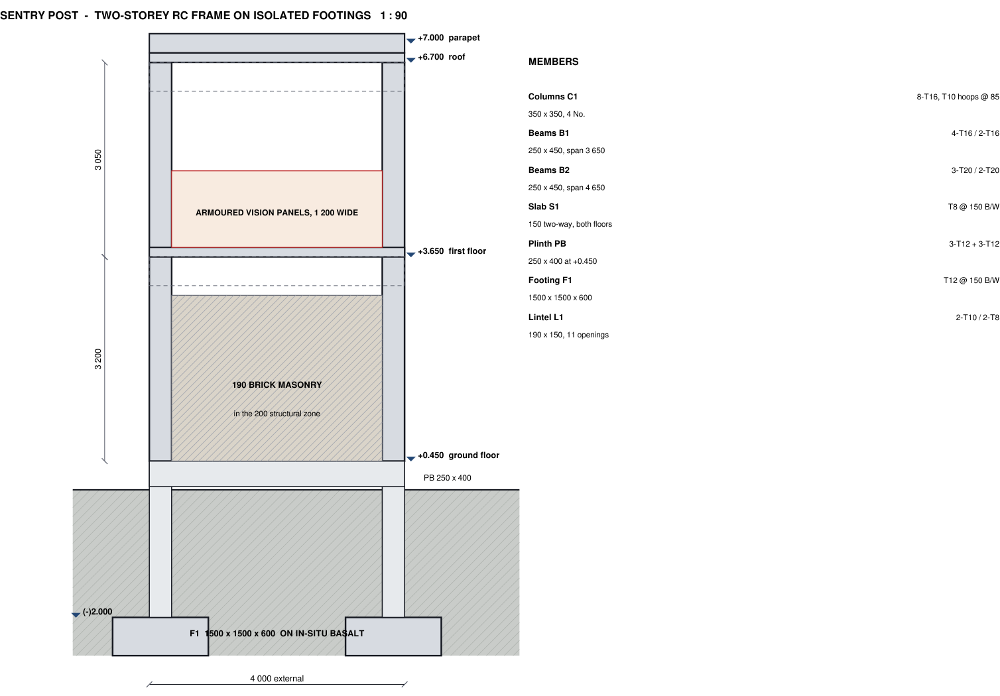 SENTRY POST - TWO-STOREY RC FRAME ON ISOLATED FOOTINGS 1 : 90
+7.000 parapet
+6.700 roof
3 050
ARMOURED VISION PANELS, 1 200 WIDE
+3.650 first floor
3 200
190 BRICK MASONRY
in the 200 structural zone
+0.450 ground floor
PB 250 x 400
(-)2.000
F1 1500 x 1500 x 600 ON IN-SITU BASALT
4 000 external
MEMBERS
Columns C1 8-T16, T10 hoops @ 85
350 x 350, 4 No.
Beams B1 4-T16 / 2-T16
250 x 450, span 3 650
Beams B2 3-T20 / 2-T20
250 x 450, span 4 650
Slab S1 T8 @ 150 B/W
150 two-way, both floors
Plinth PB 3-T12 + 3-T12
250 x 400 at +0.450
Footing F1 T12 @ 150 B/W
1500 x 1500 x 600
Lintel L1 2-T10 / 2-T8
190 x 150, 11 openings